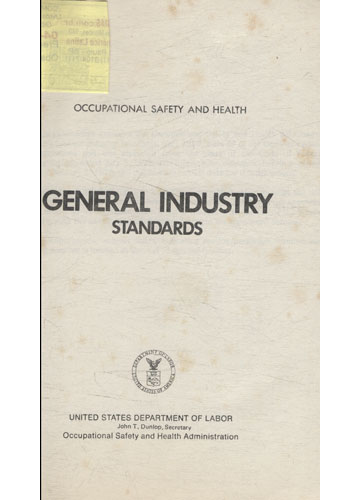 OCCUPATIONAL SAFETY AND HEALTH
GENERAL INDUSTRY
STANDARDS
UNITED STATES DEPARTMENT OF LABOR
John T. Dunlop, Secretary
Occupational Safety and Health Administration